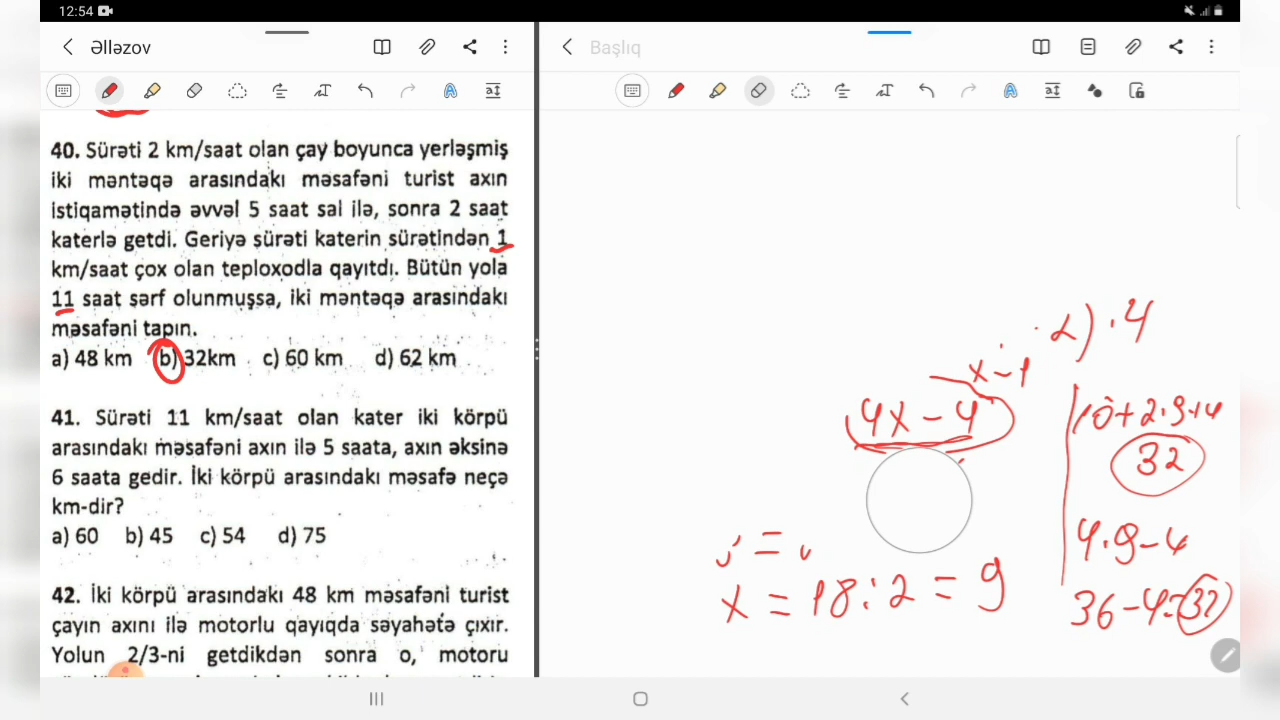 12:54
Əlləzov
Başlıq
40. Sürəti 2 km/saat olan çay boyunca yerləşmiş
iki məntəqə arasındakı məsafəni turist axın
istiqamətində əvvəl 5 saat sal ilə, sonra 2 saat
katerlə getdi. Geriyə sürəti katerin sürətindən 1
km/saat çox olan teploxodla qayıtdı. Bütün yola
11 saat sərf olunmuşsa, iki məntəqə arasındakı
məsafəni tapın.
a) 48 km b) 32km c) 60 km d) 62 km
41. Sürəti 11 km/saat olan kater iki körpü
arasındakı məsafəni axın ilə 5 saata, axın əksinə
6 saata gedir. İki körpü arasındakı məsafə neçə
km-dir?
a) 60 b) 45 c) 54 d) 75
42. İki körpü arasındakı 48 km məsafəni turist
çayın axını ilə motorlu qayıqda səyahətə çıxır.
Yolun 2/3-ni getdikdən sonra o, motoru
2).4
x-1
4x-4
x = 18:2 = 9
10+2.9+4
32
4.9-4
36-4=32